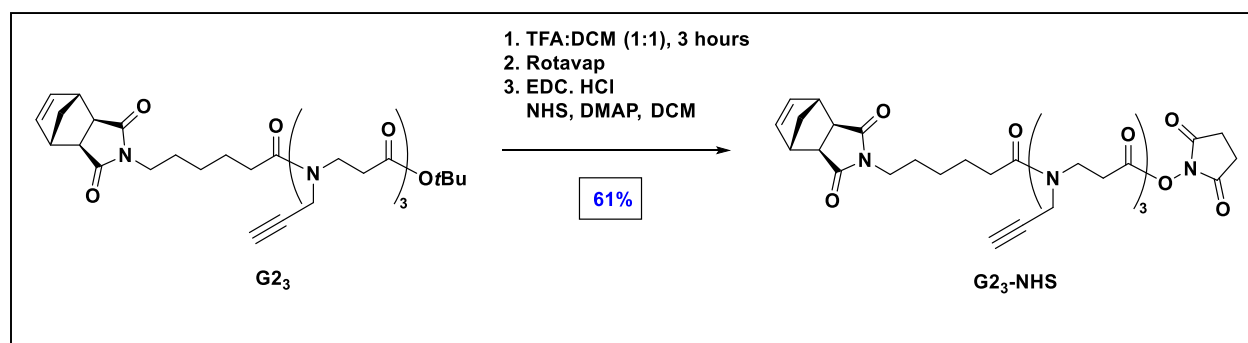 1. TFA:DCM (1:1), 3 hours
2. Rotavap
3. EDC. HCl
NHS, DMAP, DCM
61%
O
N
O
O
N
O
OtBu
3
G2₃
O
N
O
O
N
O
3
O
N
O
O
G2₃-NHS